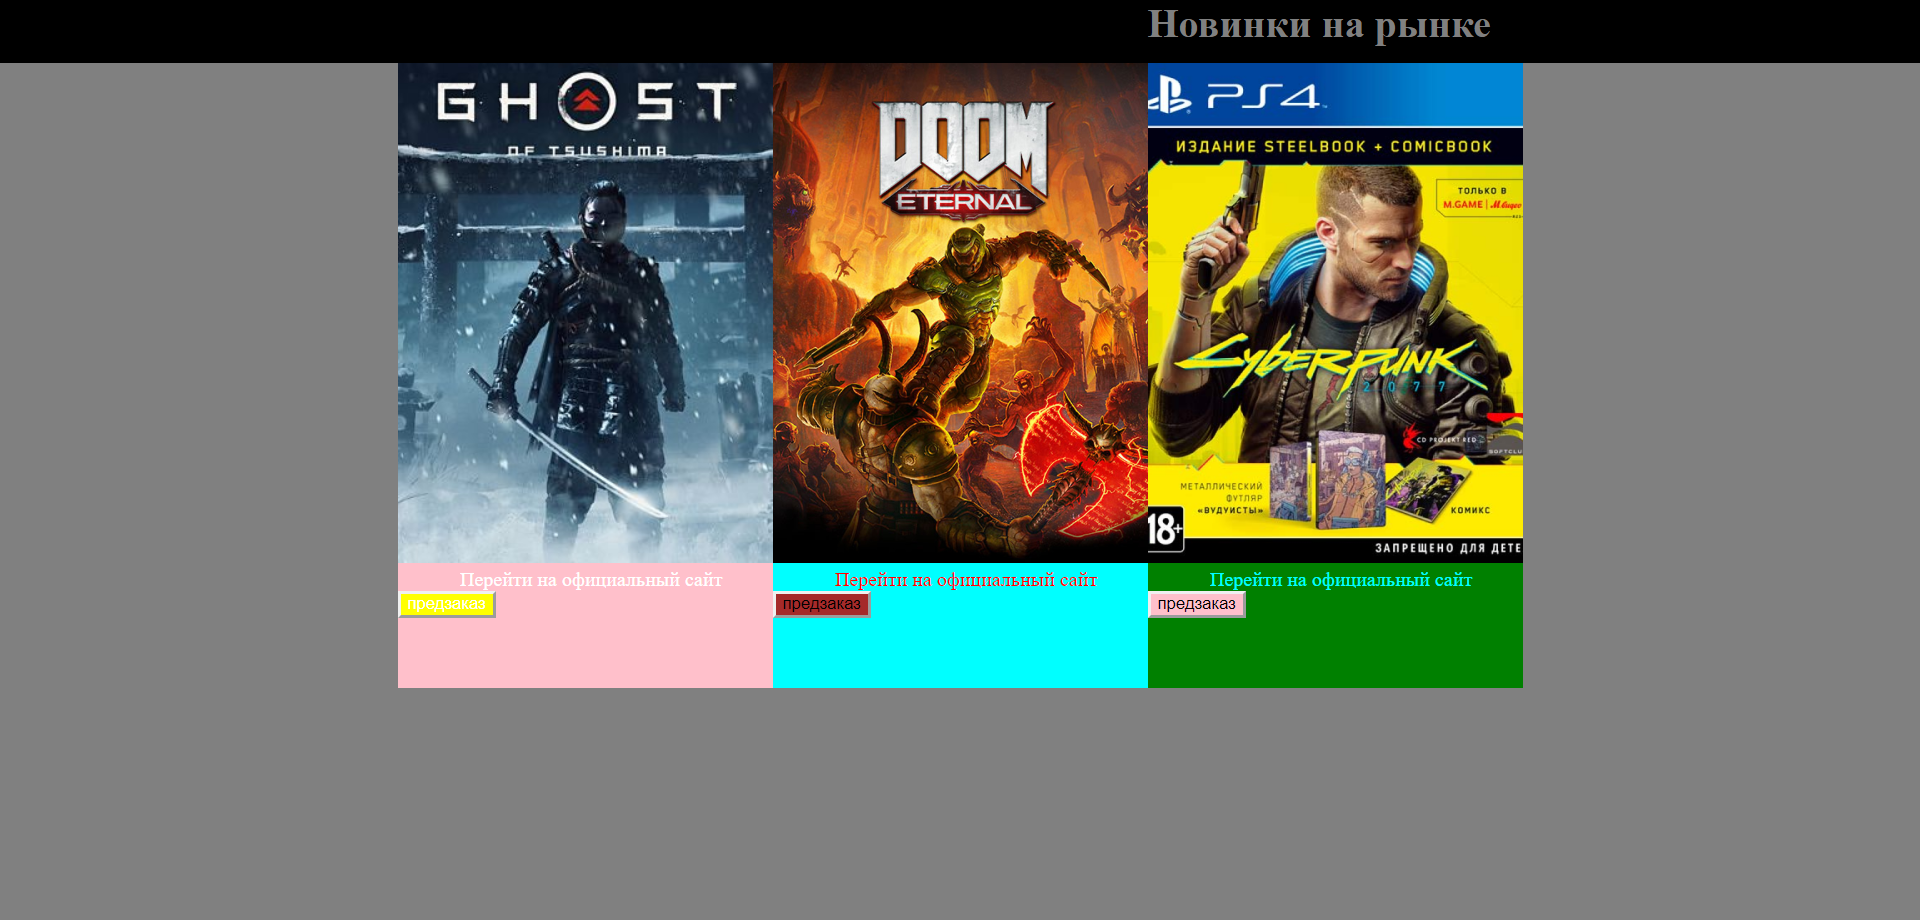 Новинки на рынке
GHOST
OF TSUSHIMA
DOOM
ETERNAL
PS4
ИЗДАНИЕ STEELBOOK + COMICBOOK
ТОЛЬКО В
M.GAME | М.видео
CYBERPUNK
2077
CD PROJEKT RED
SOFTCLU
МЕТАЛЛИЧЕСКИЙ
ФУТЛЯР
«ВУДУИСТЫ»
КОМИКС
18+
ЗАПРЕЩЕНО ДЛЯ ДЕТЕ
Перейти на официальный сайт
предзаказ
Перейти на официальный сайт
предзаказ
Перейти на официальный сайт
предзаказ